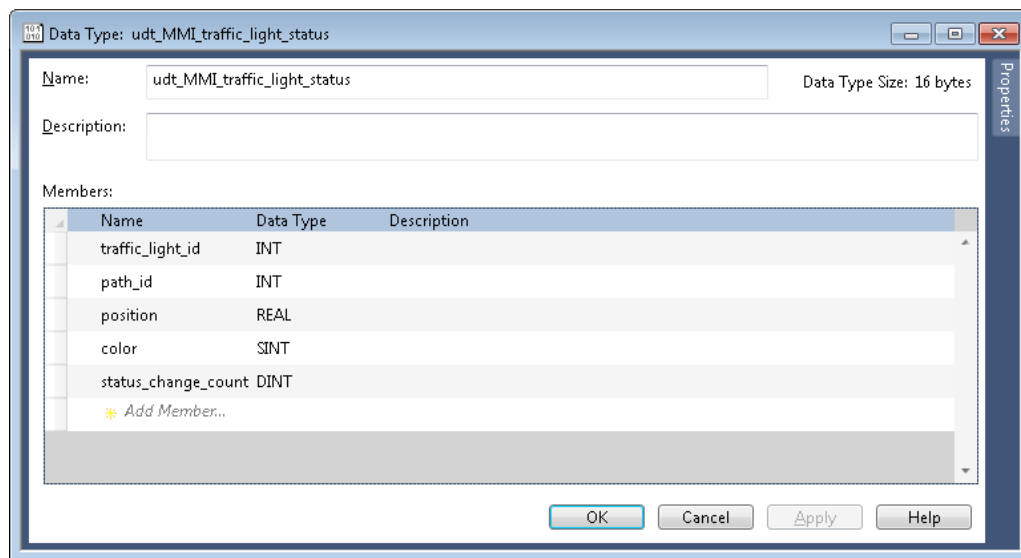 Data Type: udt_MMI_traffic_light_status
Name: udt_MMI_traffic_light_status Data Type Size: 16 bytes
Properties
Description:
Members:
Name Data Type Description
traffic_light_id INT
path_id INT
position REAL
color SINT
status_change_count DINT
Add Member...
OK Cancel Apply Help